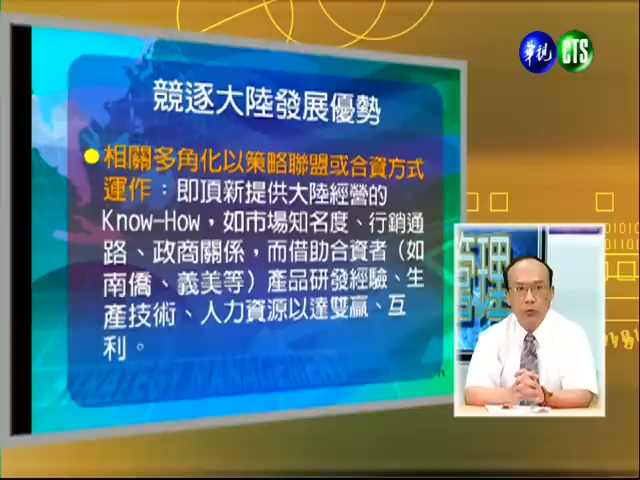 華視 CTS
競逐大陸發展優勢
相關多角化以策略聯盟或合資方式
運作：即頂新提供大陸經營的
Know-How，如市場知名度、行銷通
路、政商關係，而借助合資者（如
南僑、義美等）產品研發經驗、生
產技術、人力資源以達雙贏、互
利。
STRATEGY MANAGEMENT
管理